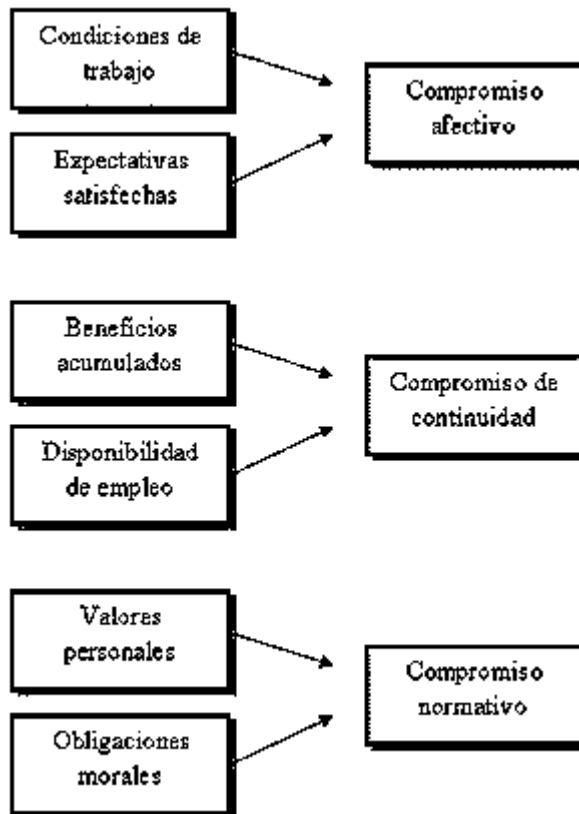 Condiciones de
trabajo
Compromiso
afectivo
Expectativas
satisfechas
Beneficios
acumulados
Compromiso de
continuidad
Disponibilidad
de empleo
Valores
personales
Compromiso
normativo
Obligaciones
morales